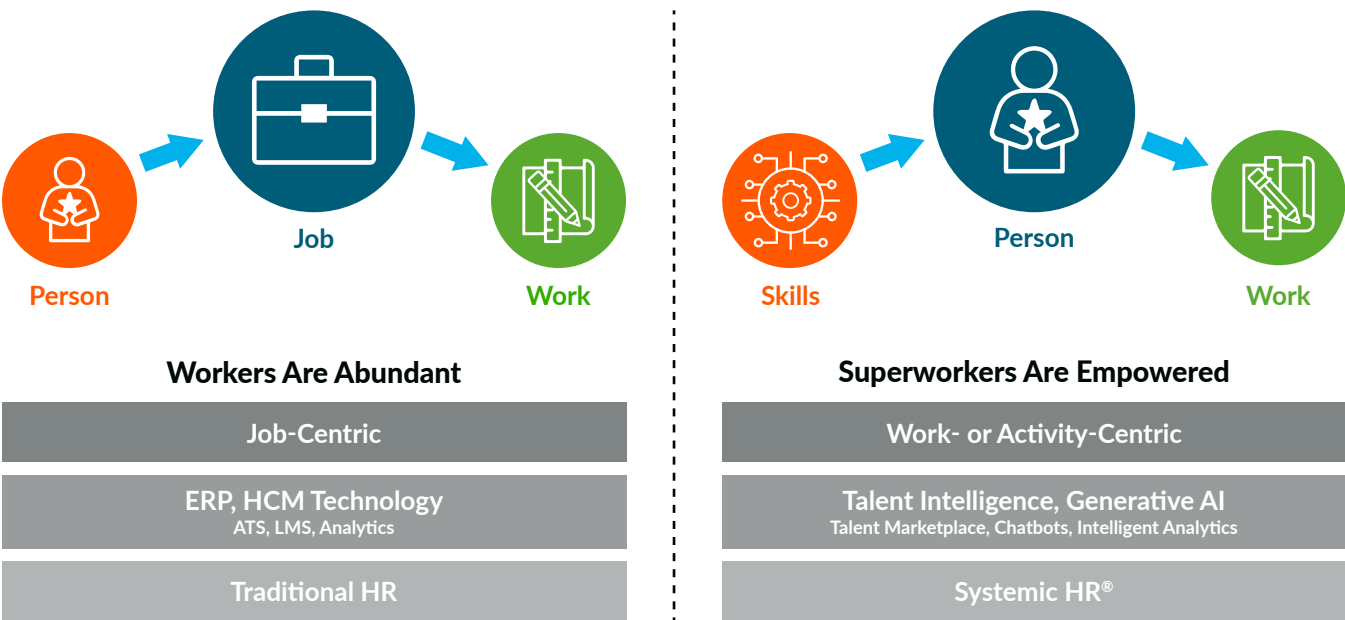 Job
Person
Work
Workers Are Abundant
Job-Centric
ERP, HCM Technology
ATS, LMS, Analytics
Traditional HR
Person
Skills
Work
Superworkers Are Empowered
Work- or Activity-Centric
Talent Intelligence, Generative AI
Talent Marketplace, Chatbots, Intelligent Analytics
Systemic HR®